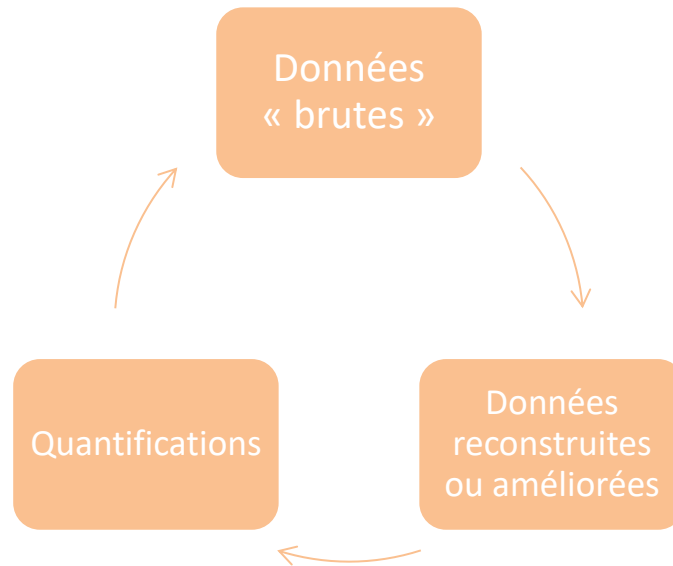 Données
« brutes »
Quantifications
Données
reconstruites
ou améliorées